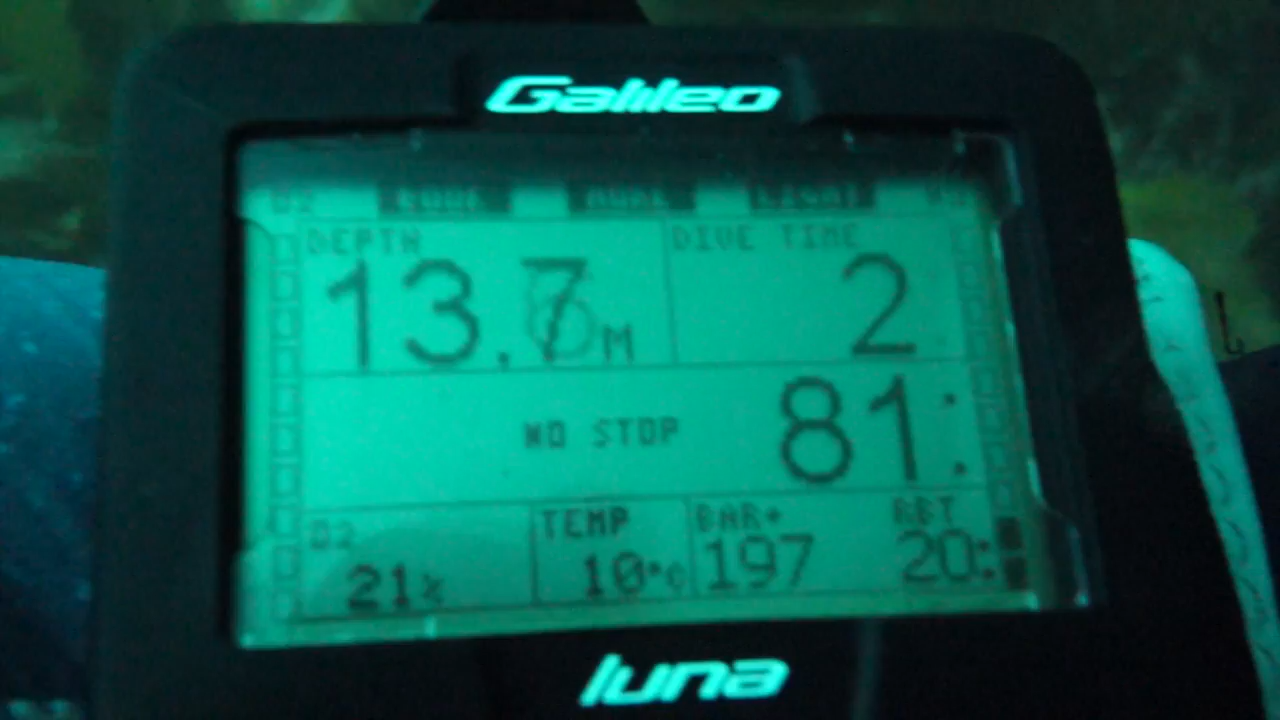 Galileo
DEPTH DIVE TIME
13.7 M 2
NO STOP 81:
O2 TEMP BAR+ RBT
21% 10°C 197 20:
luna